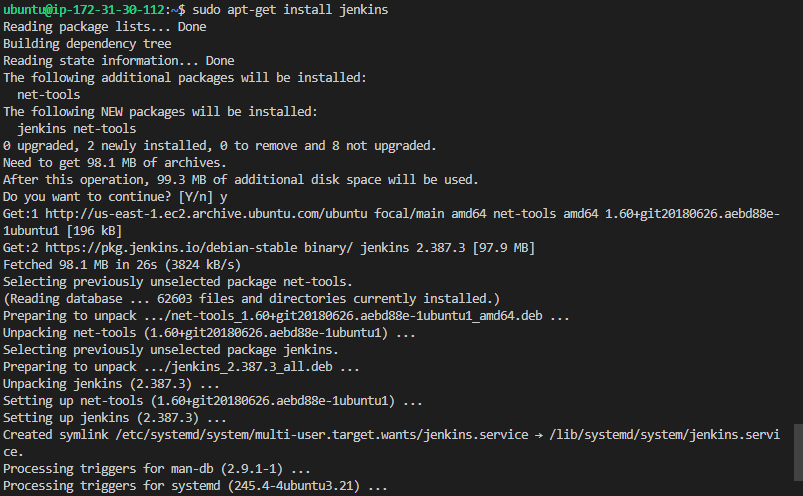 ubuntu@ip-172-31-30-112:~$ sudo apt-get install jenkins
Reading package lists... Done
Building dependency tree
Reading state information... Done
The following additional packages will be installed:
  net-tools
The following NEW packages will be installed:
  jenkins net-tools
0 upgraded, 2 newly installed, 0 to remove and 8 not upgraded.
Need to get 98.1 MB of archives.
After this operation, 99.3 MB of additional disk space will be used.
Do you want to continue? [Y/n] y
Get:1 http://us-east-1.ec2.archive.ubuntu.com/ubuntu focal/main amd64 net-tools amd64 1.60+git20180626.aebd88e-
1ubuntu1 [196 kB]
Get:2 https://pkg.jenkins.io/debian-stable binary/ jenkins 2.387.3 [97.9 MB]
Fetched 98.1 MB in 26s (3824 kB/s)
Selecting previously unselected package net-tools.
(Reading database ... 62603 files and directories currently installed.)
Preparing to unpack .../net-tools_1.60+git20180626.aebd88e-1ubuntu1_amd64.deb ...
Unpacking net-tools (1.60+git20180626.aebd88e-1ubuntu1) ...
Selecting previously unselected package jenkins.
Preparing to unpack .../jenkins_2.387.3_all.deb ...
Unpacking jenkins (2.387.3) ...
Setting up net-tools (1.60+git20180626.aebd88e-1ubuntu1) ...
Setting up jenkins (2.387.3) ...
Created symlink /etc/systemd/system/multi-user.target.wants/jenkins.service → /lib/systemd/system/jenkins.servi
ce.
Processing triggers for man-db (2.9.1-1) ...
Processing triggers for systemd (245.4-4ubuntu3.21) ...